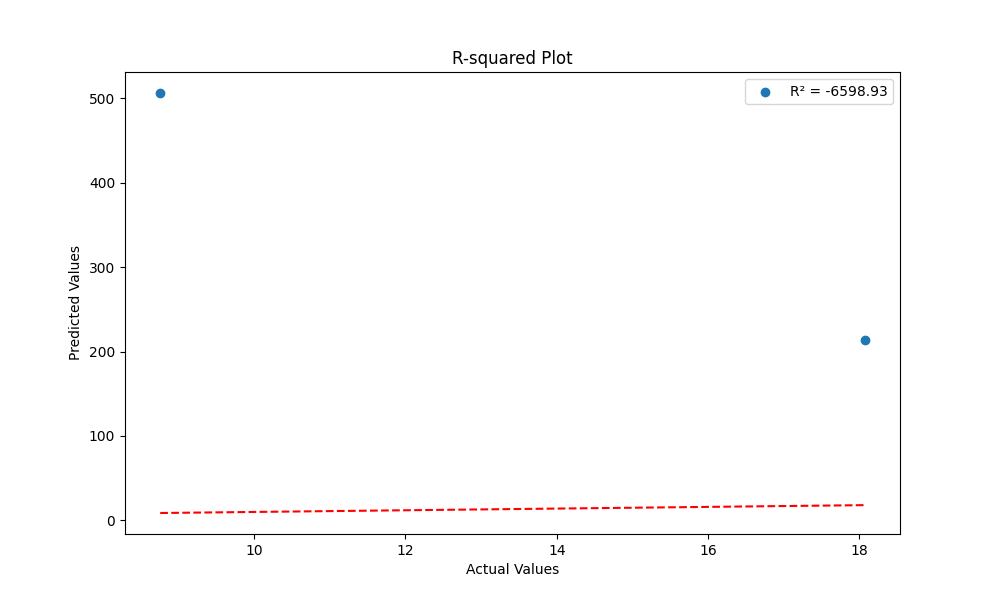 R-squared Plot
R² = -6598.93
500
400
300
200
100
0
Predicted Values
10
12
14
16
18
Actual Values